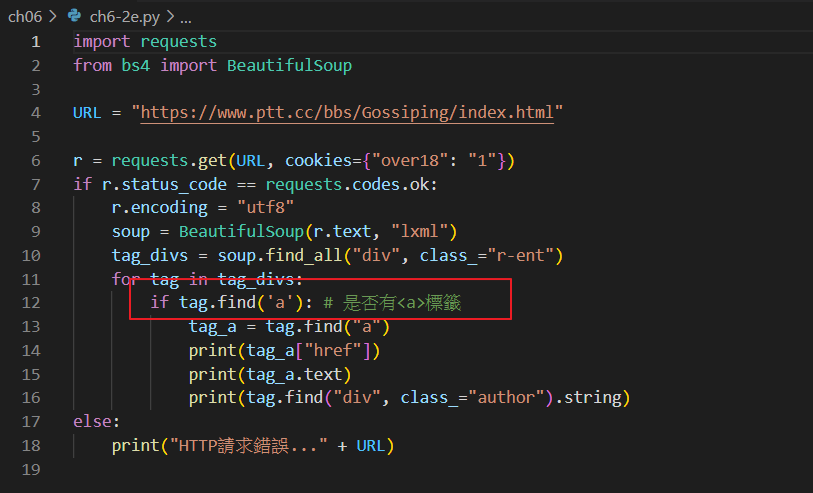 ch06 > ch6-2e.py > ...
1 import requests
2 from bs4 import BeautifulSoup
3
4 URL = "https://www.ptt.cc/bbs/Gossiping/index.html"
5
6 r = requests.get(URL, cookies={"over18": "1"})
7 if r.status_code == requests.codes.ok:
8     r.encoding = "utf8"
9     soup = BeautifulSoup(r.text, "lxml")
10     tag_divs = soup.find_all("div", class_="r-ent")
11     for tag in tag_divs:
12         if tag.find('a'): # 是否有<a>標籤
13             tag_a = tag.find("a")
14             print(tag_a["href"])
15             print(tag_a.text)
16             print(tag.find("div", class_="author").string)
17 else:
18     print("HTTP請求錯誤..." + URL)
19